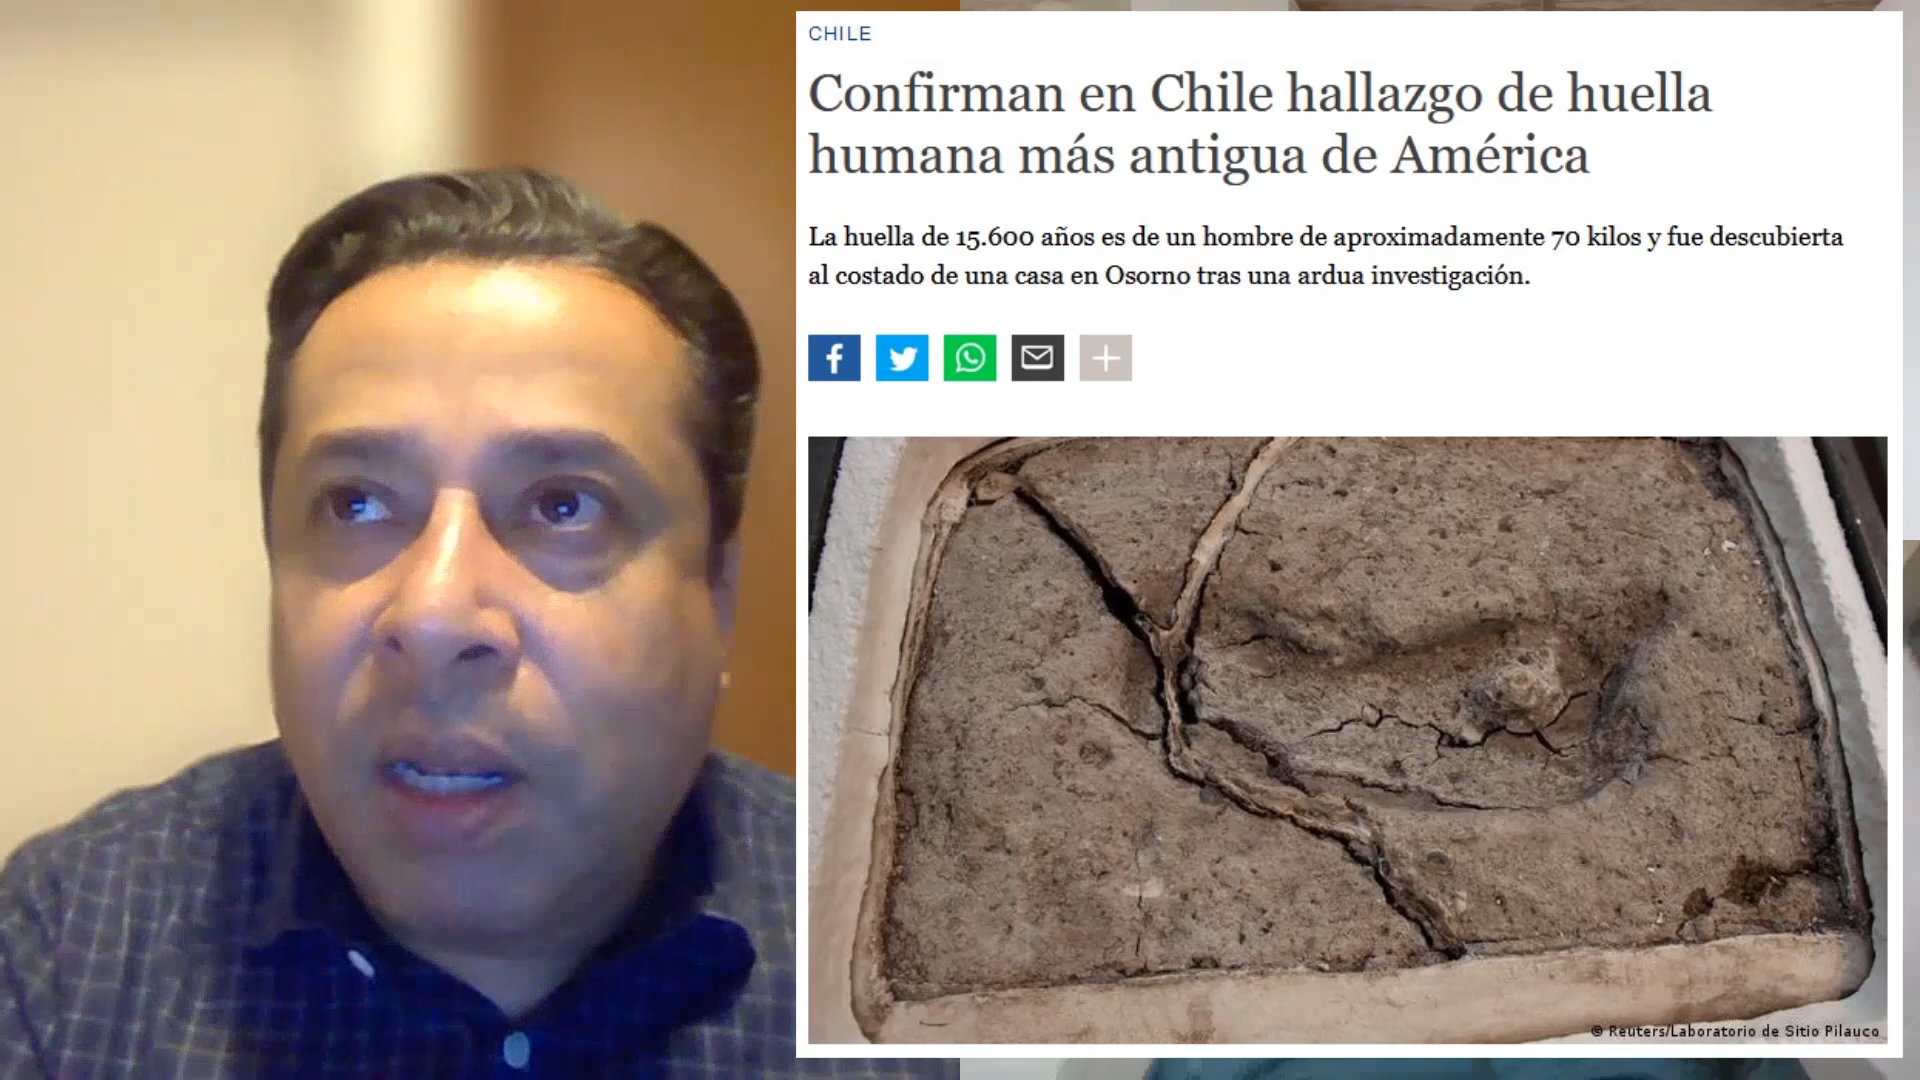 CHILE
Confirman en Chile hallazgo de huella
humana más antigua de América
La huella de 15.600 años es de un hombre de aproximadamente 70 kilos y fue descubierta
al costado de una casa en Osorno tras una ardua investigación.
© Reuters/Laboratorio de Sitio Pilauco